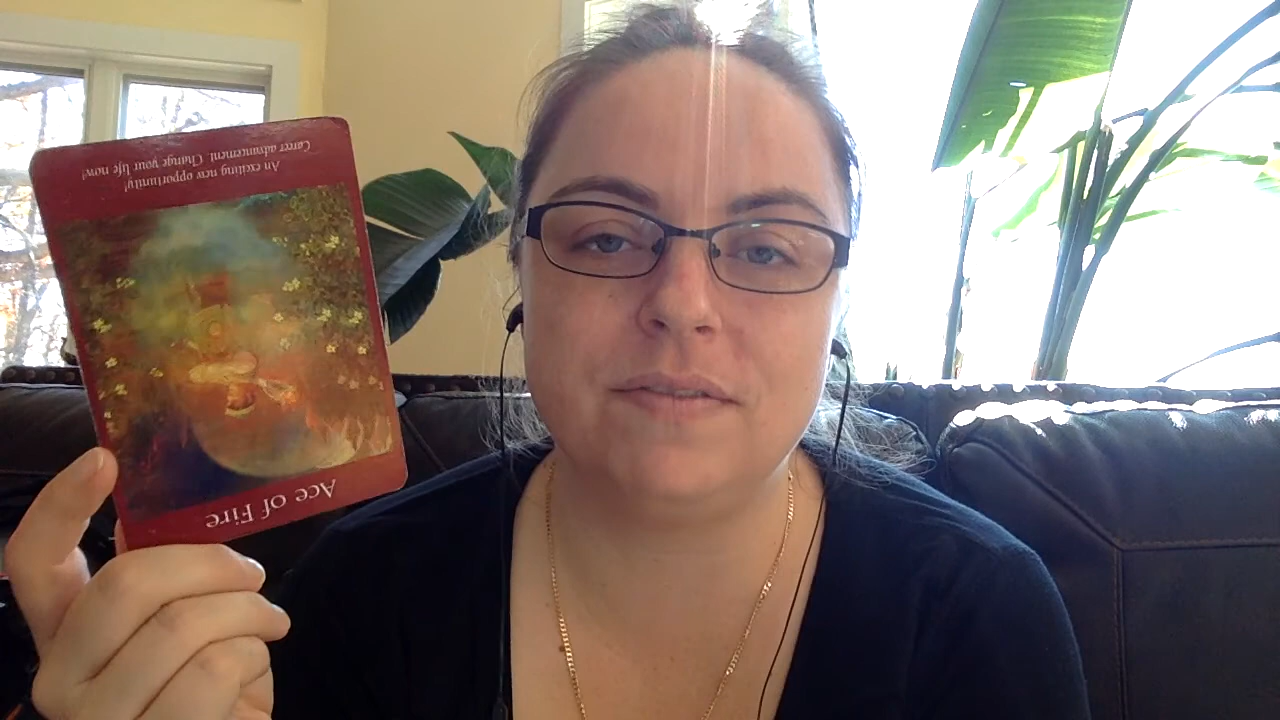 Ace of Fire
An exciting new opportunity!
Career advancement. Change your life now!